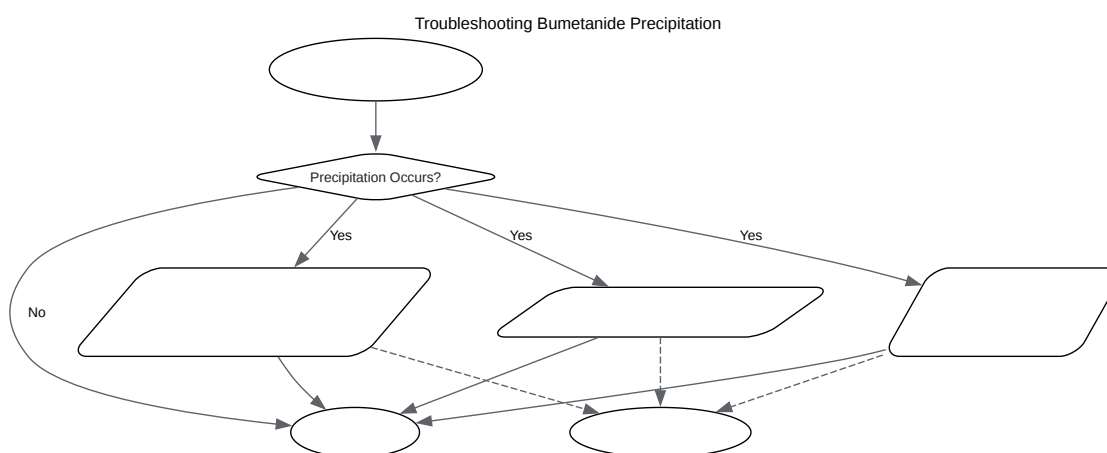 Troubleshooting Bumetanide Precipitation
Precipitation Occurs?
Yes
Yes
Yes
No